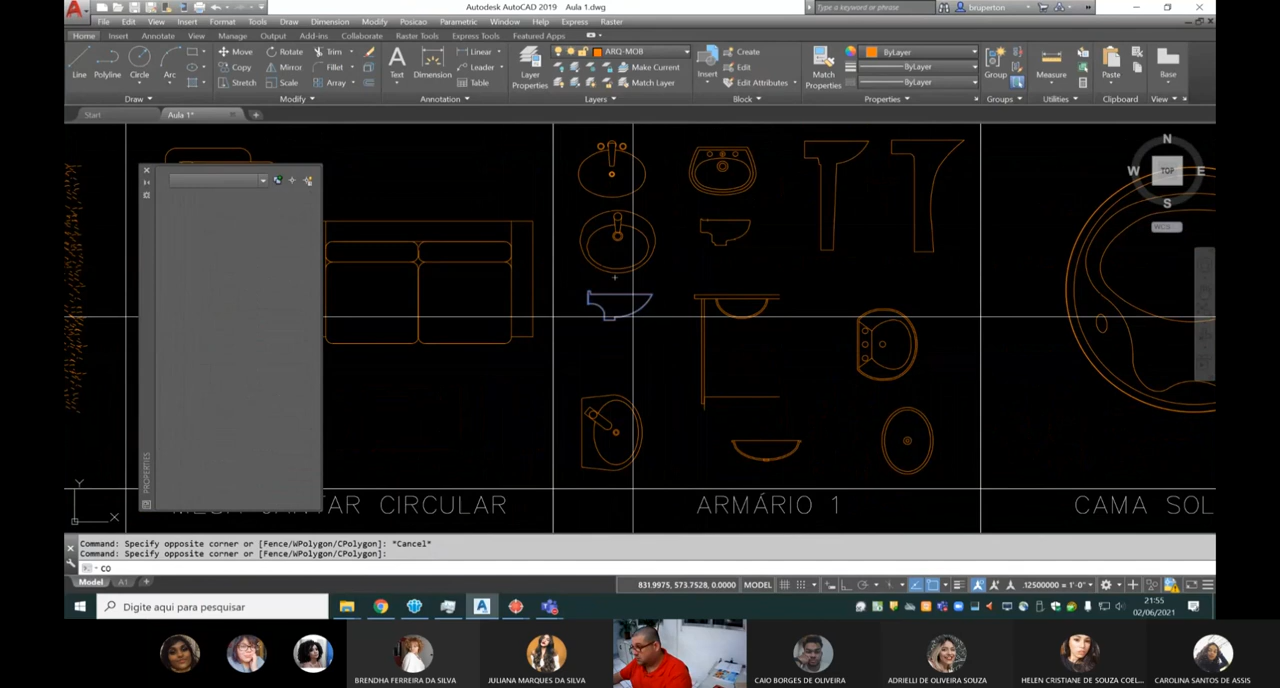 Autodesk AutoCAD 2019 Aula 1.dwg
Type a keyword or phrase
bruperton
File Edit View Insert Format Tools Draw Dimension Modify Posicao Parametric Window Help Express Raster
Home Insert Annotate View Manage Output Add-ins Collaborate Raster Tools Express Tools Featured Apps
Line Polyline Circle Arc
Move Rotate Trim
Copy Mirror Fillet
Stretch Scale Array
Text Dimension
Linear
Leader
Table
Layer Properties
ARQ-MOB
Make Current
Match Layer
Insert
Create
Edit
Edit Attributes
Match Properties
ByLayer
ByLayer
ByLayer
Group
Measure
Paste
Base
Draw Modify Annotation Layers Block Properties Groups Utilities Clipboard View
Start Aula 1*
N
W TOP E
S
WCS
PROPERTIES
Y
X
TAR CIRCULAR
ARMÁRIO 1
CAMA SOL
Command: Specify opposite corner or [Fence/WPolygon/CPolygon]: *Cancel*
Command: Specify opposite corner or [Fence/WPolygon/CPolygon]:
CO
Model A1 +
831.9975, 573.7528, 0.0000 MODEL
.12500000 = 1'-0"
Digite aqui para pesquisar
21:55
02/06/2021
BRENDHA FERREIRA DA SILVA
JULIANA MARQUES DA SILVA
CAIO BORGES DE OLIVEIRA
ADRIELLI DE OLIVEIRA SOUZA
HELEN CRISTIANE DE SOUZA COEL...
CAROLINA SANTOS DE ASSIS